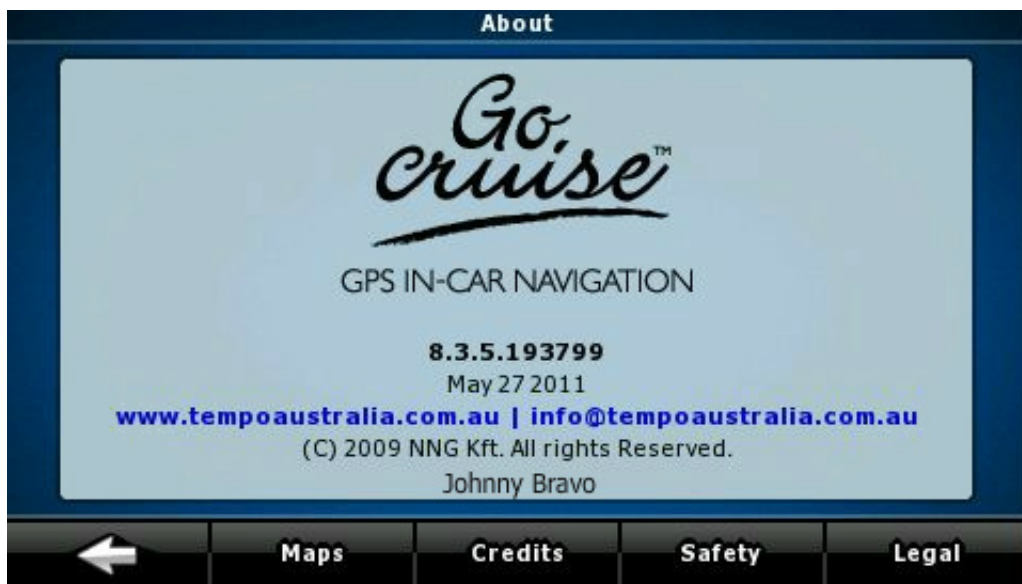 About
Go
cruise™
GPS IN-CAR NAVIGATION
8.3.5.193799
May 27 2011
www.tempoaustralia.com.au | info@tempoaustralia.com.au
(C) 2009 NNG Kft. All rights Reserved.
Johnny Bravo
Maps Credits Safety Legal